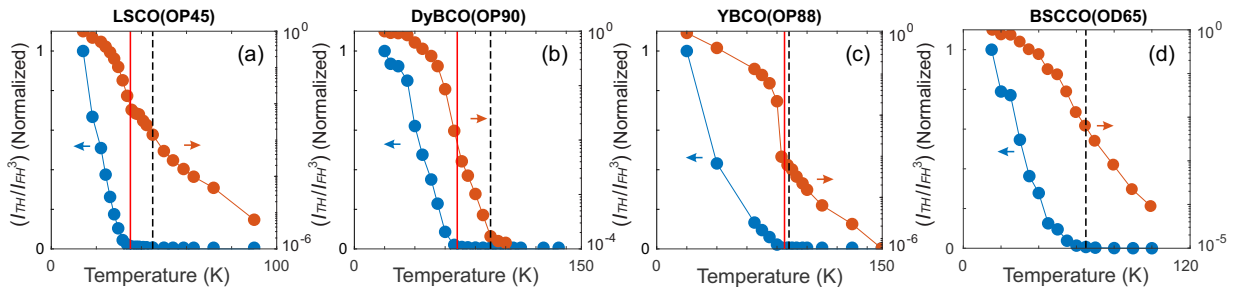 LSCO(OP45)
(I_TH/I_FH^3) (Normalized)
1
0
10^0
10^-6
(a)
0
100
Temperature (K)
DyBCO(OP90)
(I_TH/I_FH^3) (Normalized)
1
0
10^0
10^-4
(b)
0
150
Temperature (K)
YBCO(OP88)
(I_TH/I_FH^3) (Normalized)
1
0
10^0
10^-6
(c)
0
150
Temperature (K)
BSCCO(OD65)
(I_TH/I_FH^3) (Normalized)
1
0
10^0
10^-5
(d)
0
120
Temperature (K)